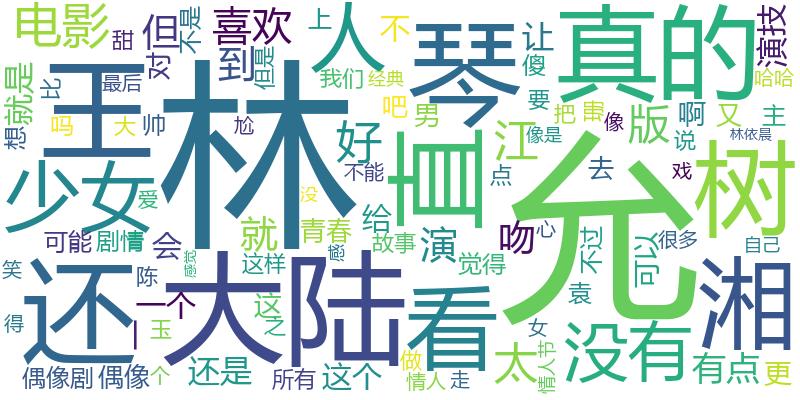 电影
甜
但
对
不是
喜欢
到
但是
上
人
我们
经典
不
吧
琴
让
傻
要
真的
演技
哈哈
就是
比
想
吗
王
最后
大
帅
林
尴
好
男
直
不能
江
像是
点
把
串
像
版
啊
说
又
主
林依晨
戏
树
允
去
少女
爱
没
可能
剧情
会
就
青春
给
故事
演
觉得
吻
心
不过
可以
很多
自己
笑
得
还
陈
一个
丨
玉
感觉
这样
这
之
感
大陆
看
袁
女
湘
没有
偶像剧
偶像
个
还是
所有
这个
做
情人
走
太
情人节
有点
更